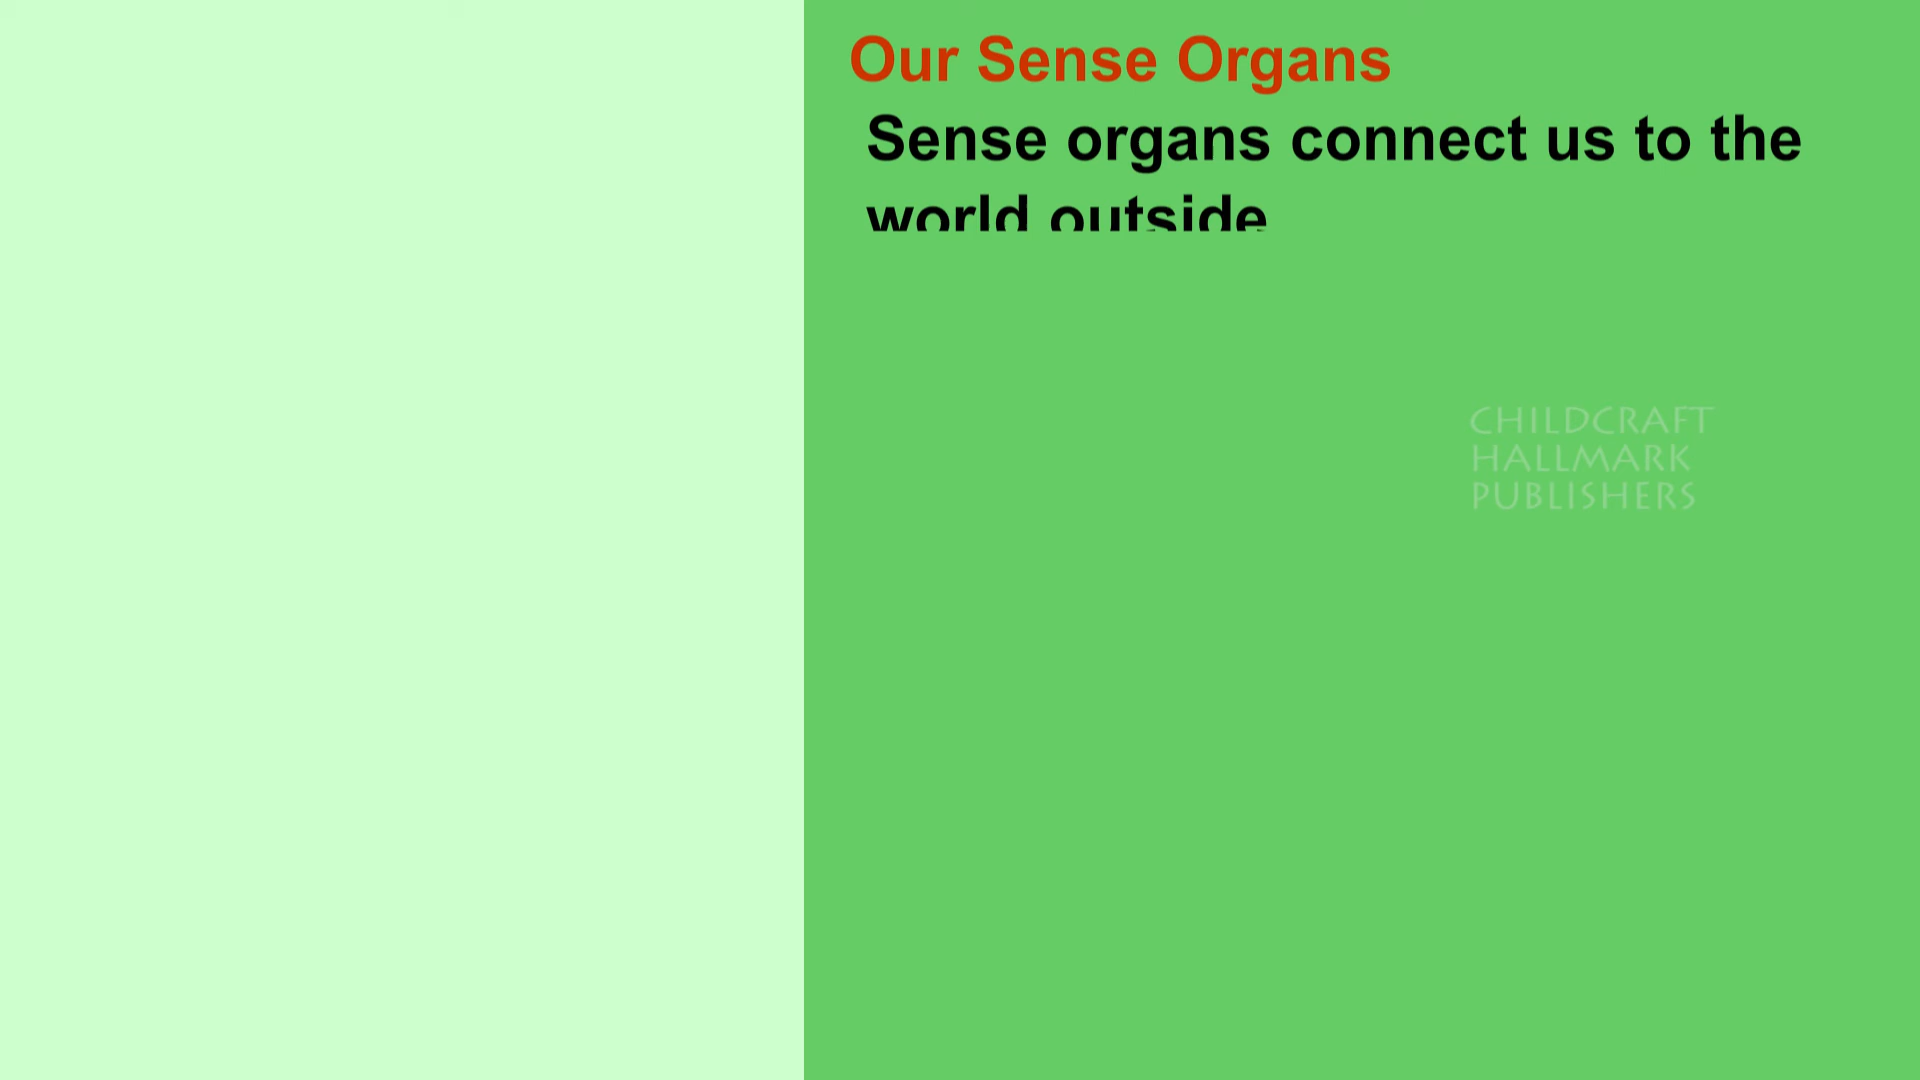 Our Sense Organs
Sense organs connect us to the
world outside
CHILDCRAFT
HALLMARK
PUBLISHERS